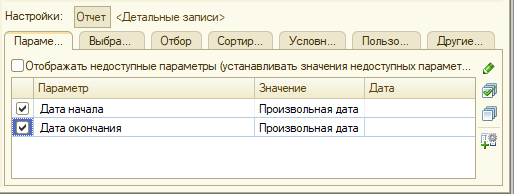 Настройки: Отчет <Детальные записи>
Параме... Выбра... Отбор Сортир... Условн... Пользо... Другие...
Отображать недоступные параметры (устанавливать значения недоступных парамет...
Параметр Значение Дата
Дата начала Произвольная дата
Дата окончания Произвольная дата